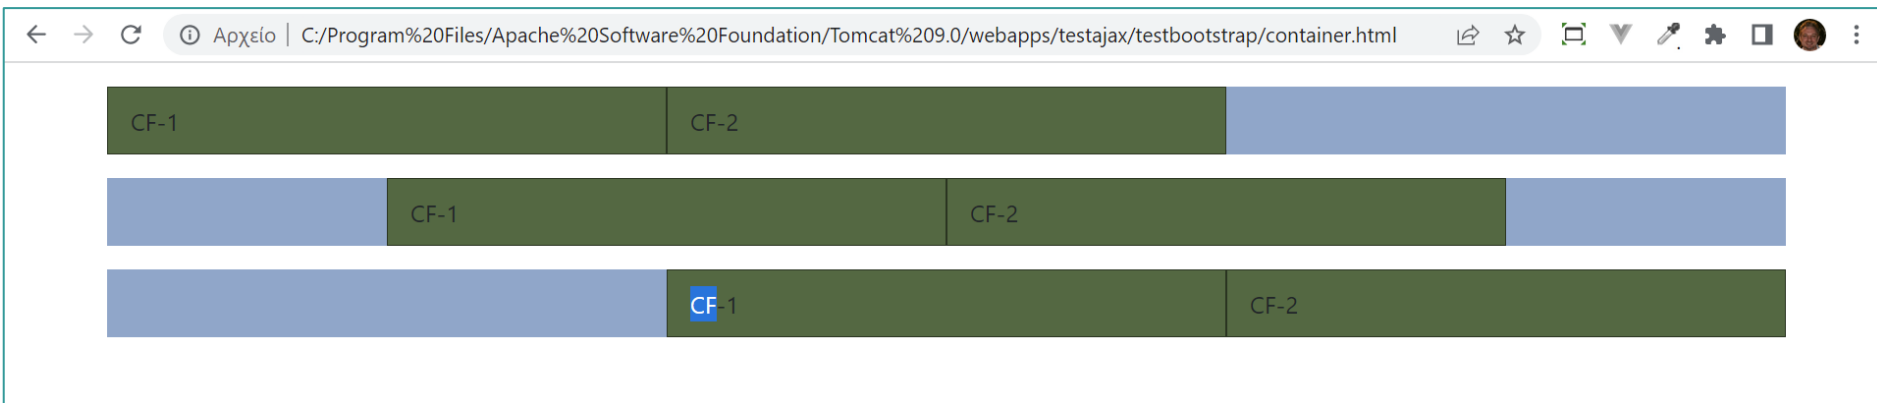 Αρχείο | C:/Program%20Files/Apache%20Software%20Foundation/Tomcat%209.0/webapps/testajax/testbootstrap/container.html
CF-1 CF-2
CF-1 CF-2
CF-1 CF-2